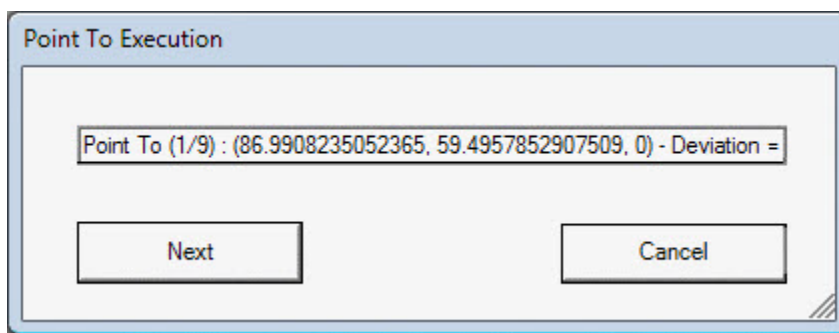 Point To Execution
Point To (1/9) : (86.9908235052365, 59.4957852907509, 0) - Deviation =
Next
Cancel